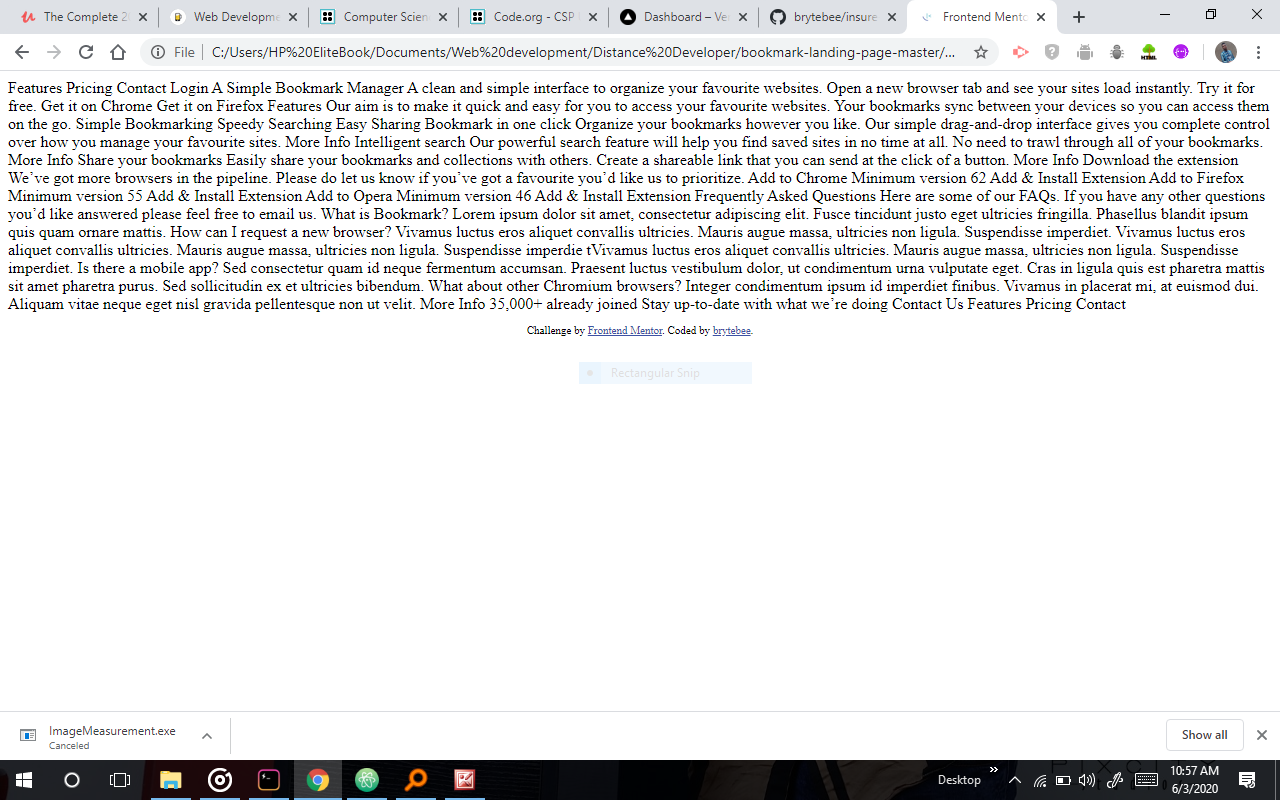 The Complete 2
Web Developme
Computer Scien
Code.org - CSP
Dashboard – Ver
brytebee/insure
Frontend Mento
File
C:/Users/HP%20EliteBook/Documents/Web%20development/Distance%20Developer/bookmark-landing-page-master/...
Features Pricing Contact Login A Simple Bookmark Manager A clean and simple interface to organize your favourite websites. Open a new browser tab and see your sites load instantly. Try it for
free. Get it on Chrome Get it on Firefox Features Our aim is to make it quick and easy for you to access your favourite websites. Your bookmarks sync between your devices so you can access them
on the go. Simple Bookmarking Speedy Searching Easy Sharing Bookmark in one click Organize your bookmarks however you like. Our simple drag-and-drop interface gives you complete control
over how you manage your favourite sites. More Info Intelligent search Our powerful search feature will help you find saved sites in no time at all. No need to trawl through all of your bookmarks.
More Info Share your bookmarks Easily share your bookmarks and collections with others. Create a shareable link that you can send at the click of a button. More Info Download the extension
We’ve got more browsers in the pipeline. Please do let us know if you’ve got a favourite you’d like us to prioritize. Add to Chrome Minimum version 62 Add & Install Extension Add to Firefox
Minimum version 55 Add & Install Extension Add to Opera Minimum version 46 Add & Install Extension Frequently Asked Questions Here are some of our FAQs. If you have any other questions
you’d like answered please feel free to email us. What is Bookmark? Lorem ipsum dolor sit amet, consectetur adipiscing elit. Fusce tincidunt justo eget ultricies fringilla. Phasellus blandit ipsum
quis quam ornare mattis. How can I request a new browser? Vivamus luctus eros aliquet convallis ultricies. Mauris augue massa, ultricies non ligula. Suspendisse imperdiet. Vivamus luctus eros
aliquet convallis ultricies. Mauris augue massa, ultricies non ligula. Suspendisse imperdie tVivamus luctus eros aliquet convallis ultricies. Mauris augue massa, ultricies non ligula. Suspendisse
imperdiet. Is there a mobile app? Sed consectetur quam id neque fermentum accumsan. Praesent luctus vestibulum dolor, ut condimentum urna vulputate eget. Cras in ligula quis est pharetra mattis
sit amet pharetra purus. Sed sollicitudin ex et ultricies bibendum. What about other Chromium browsers? Integer condimentum ipsum id imperdiet finibus. Vivamus in placerat mi, at euismod dui.
Aliquam vitae neque eget nisl gravida pellentesque non ut velit. More Info 35,000+ already joined Stay up-to-date with what we’re doing Contact Us Features Pricing Contact
Challenge by Frontend Mentor. Coded by brytebee.
Rectangular Snip
ImageMeasurement.exe
Canceled
Show all
Desktop
10:57 AM
6/3/2020